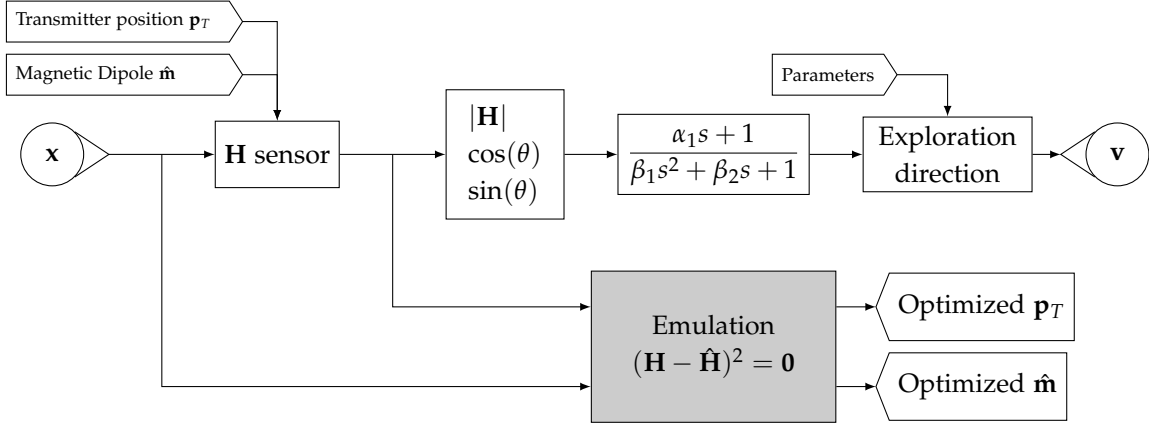 Transmitter position p_T
Magnetic Dipole m̂
Parameters
x
H sensor
|H|
cos(θ)
sin(θ)
α₁s + 1
β₁s² + β₂s + 1
Exploration
direction
v
Emulation
(H − Ĥ)² = 0
Optimized p_T
Optimized m̂